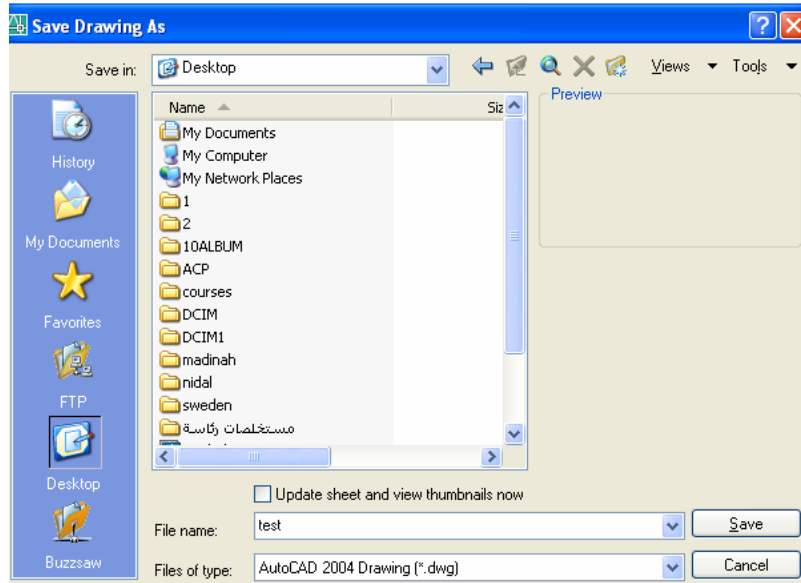 Save Drawing As
Save in: Desktop Views Tools
History
My Documents
Favorites
FTP
Desktop
Buzzsaw
Name Siz
My Documents
My Computer
My Network Places
1
2
10ALBUM
ACP
courses
DCIM
DCIM1
madinah
nidal
sweden
مستخلصات رئاسة
Preview
Update sheet and view thumbnails now
File name: test Save
Files of type: AutoCAD 2004 Drawing (*.dwg) Cancel